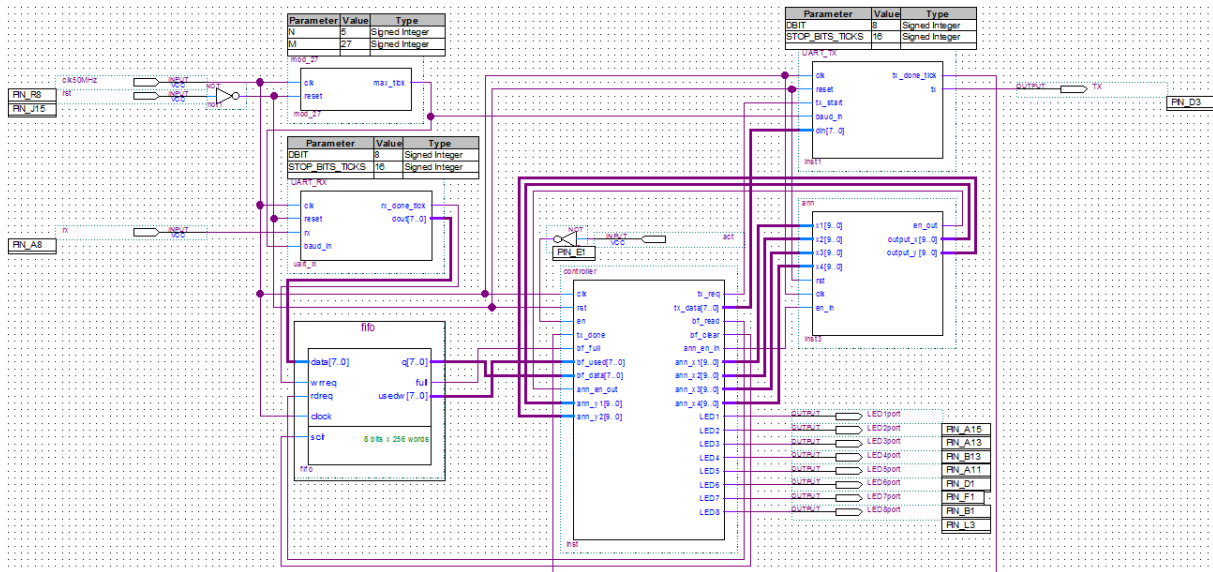 Parameter Value Type
N 5 Signed Integer
M 27 Signed Integer
mod_27
clk
reset
max_tick
mod_27
clk50MHz INPUT VCC
rst INPUT VCC
NOT
not1
PIN_R8
PIN_J15
Parameter Value Type
DBIT 8 Signed Integer
STOP_BITS_TICKS 16 Signed Integer
UART_RX
clk
reset
rx
baud_in
rx_done_tick
dout[7..0]
uart_rx
rx INPUT VCC
PIN_A8
fifo
data[7..0]
wrreq
rdreq
clock
sclr
q[7..0]
full
usedw [7..0]
8 bits x 256 words
fifo
NOT INPUT VCC act
PIN_E1
controller
clk
rst
en
tx_done
bf_full
bf_used[7..0]
bf_data[7..0]
ann_en_out
ann_y1[9..0]
ann_y2[9..0]
tx_req
tx_data[7..0]
bf_read
bf_clear
ann_en_in
ann_x1[9..0]
ann_x2[9..0]
ann_x3[9..0]
ann_x4[9..0]
LED1
LED2
LED3
LED4
LED5
LED6
LED7
LED8
inst
Parameter Value Type
DBIT 8 Signed Integer
STOP_BITS_TICKS 16 Signed Integer
UART_TX
clk
reset
tx_start
baud_in
din[7..0]
tx_done_tick
tx
inst1
OUTPUT TX
PIN_D3
ann
x1[9..0]
x2[9..0]
x3[9..0]
x4[9..0]
rst
clk
en_in
en_out
output_x[9..0]
output_y [9..0]
inst3
OUTPUT LED1port
OUTPUT LED2port
OUTPUT LED3port
OUTPUT LED4port
OUTPUT LED5port
OUTPUT LED6port
OUTPUT LED7port
OUTPUT LED8port
PIN_A15
PIN_A13
PIN_B13
PIN_A11
PIN_D1
PIN_F1
PIN_B1
PIN_L3